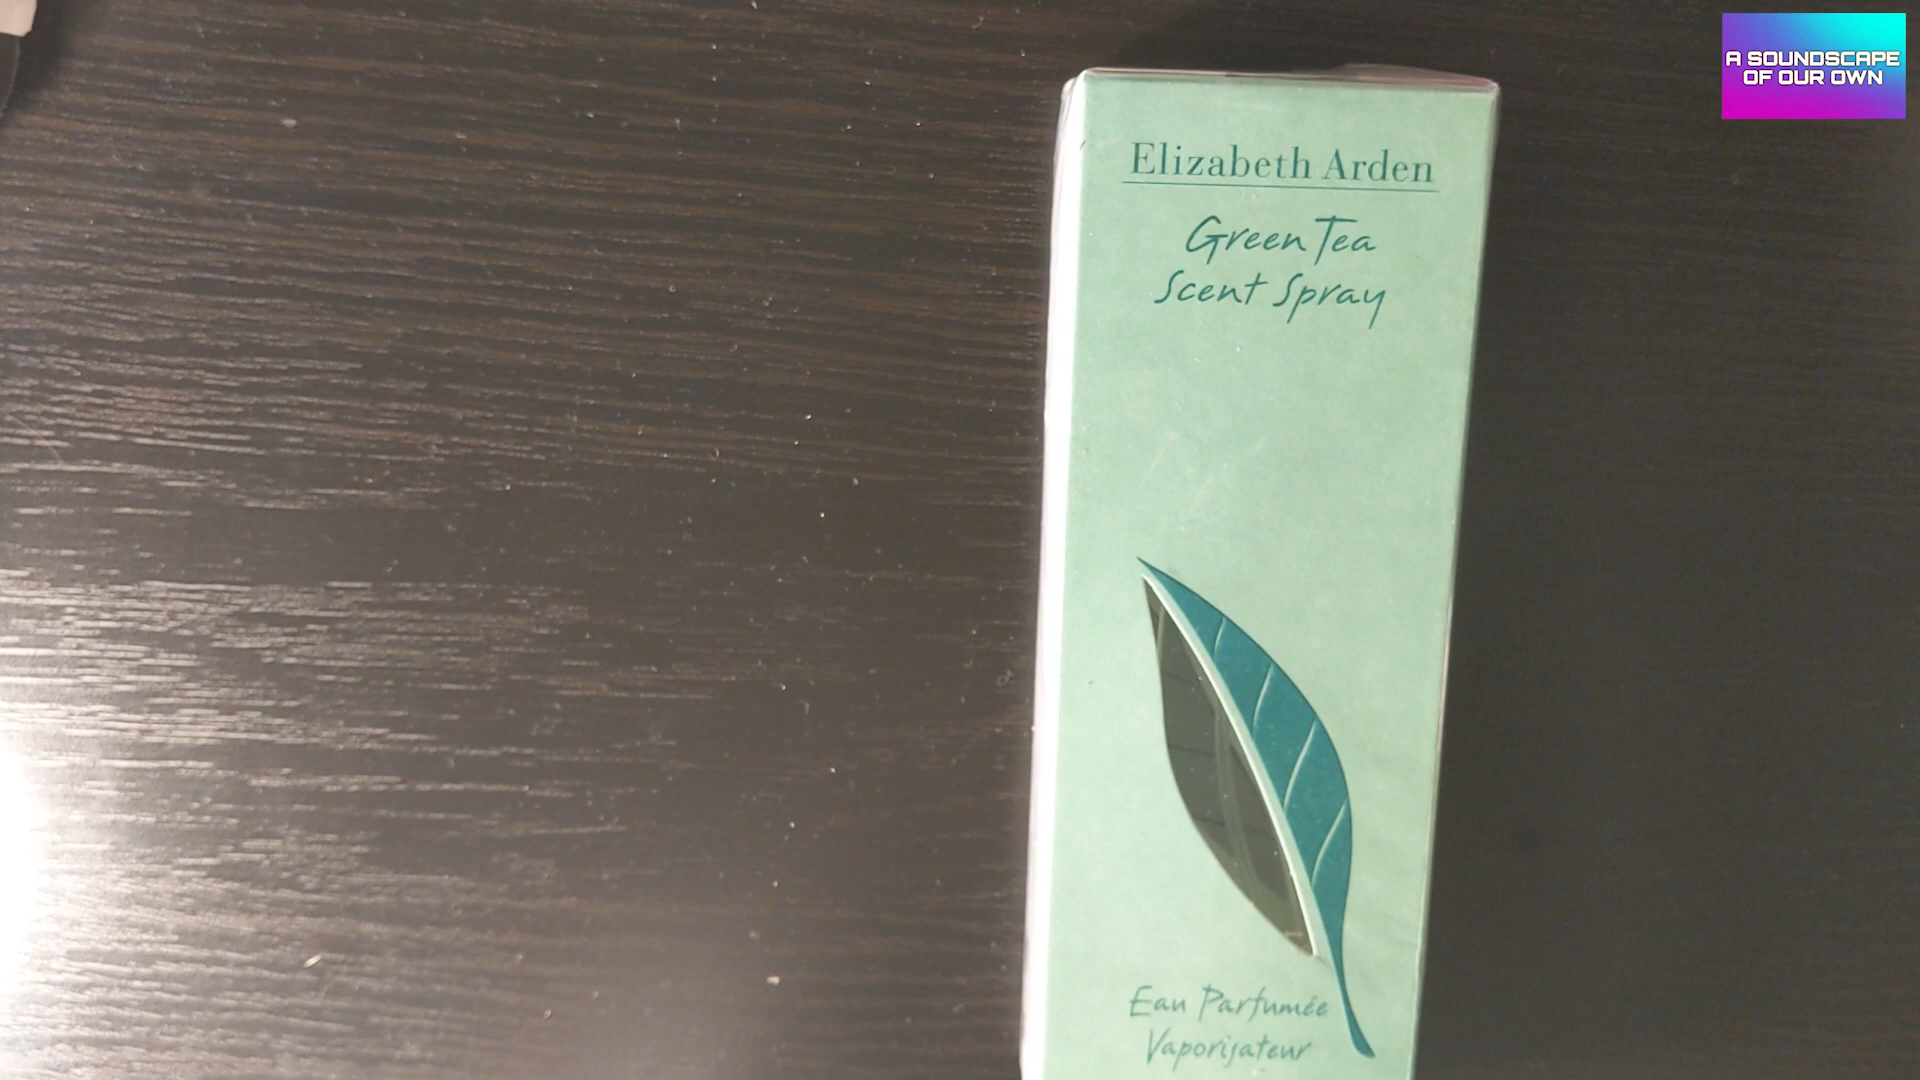 A SOUNDSCAPE
OF OUR OWN
Elizabeth Arden
Green Tea
Scent Spray
Eau Parfumée
Vaporisateur